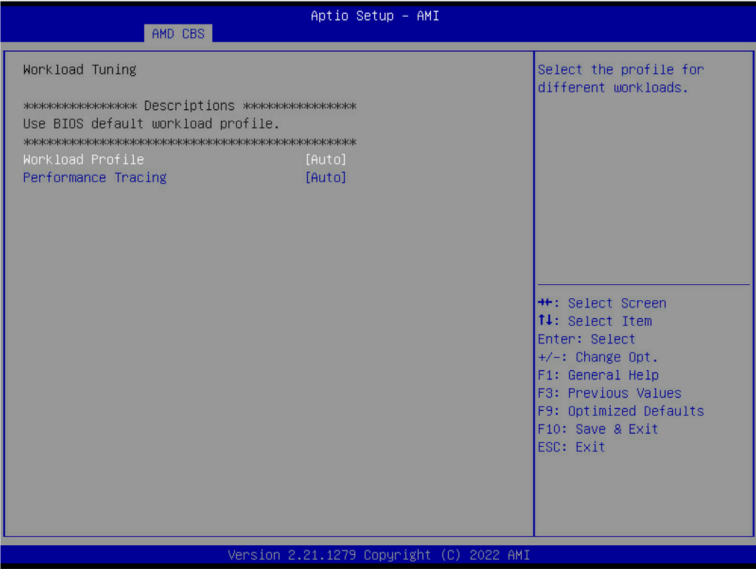 Aptio Setup - AMI
AMD CBS
Workload Tuning
*************** Descriptions ***************
Use BIOS default workload profile.
********************************************
Workload Profile [Auto]
Performance Tracing [Auto]
Select the profile for
different workloads.
→←: Select Screen
↑↓: Select Item
Enter: Select
+/-: Change Opt.
F1: General Help
F3: Previous Values
F9: Optimized Defaults
F10: Save & Exit
ESC: Exit
Version 2.21.1279 Copyright (C) 2022 AMI